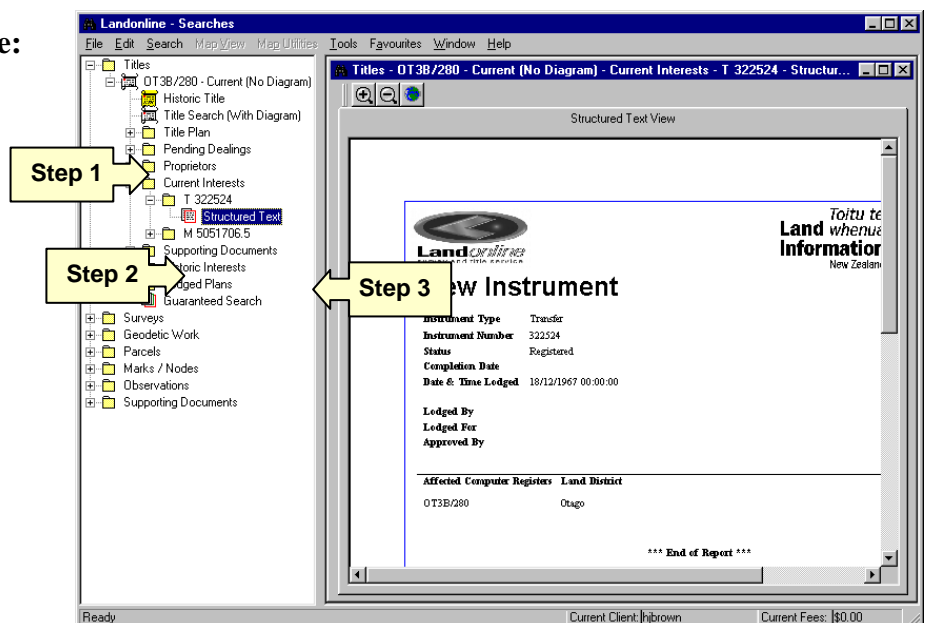 e:
Landonline - Searches
File Edit Search Map View Map Utilities Tools Favourites Window Help
Titles
OT3B/280 - Current (No Diagram)
Historic Title
Title Search (With Diagram)
Title Plan
Pending Dealings
Proprietors
Current Interests
T 322524
Structured Text
M 5051706.5
Supporting Documents
Historic Interests
Guaranteed Search
Surveys
Geodetic Work
Parcels
Marks / Nodes
Observations
Supporting Documents
Step 1
Step 2
Step 3
Titles - OT3B/280 - Current (No Diagram) - Current Interests - T 322524 - Structur...
Structured Text View
Landonline
survey and title service
Toitu te
Land whenua
Information
New Zealand
ew Instrument
Instrument Type Transfer
Instrument Number 322524
Status Registered
Completion Date
Date & Time Lodged 18/12/1967 00:00:00
Lodged By
Lodged For
Approved By
Affected Computer Registers Land District
OT3B/280 Otago
*** End of Report ***
Ready
Current Client: hjbrown
Current Fees: $0.00